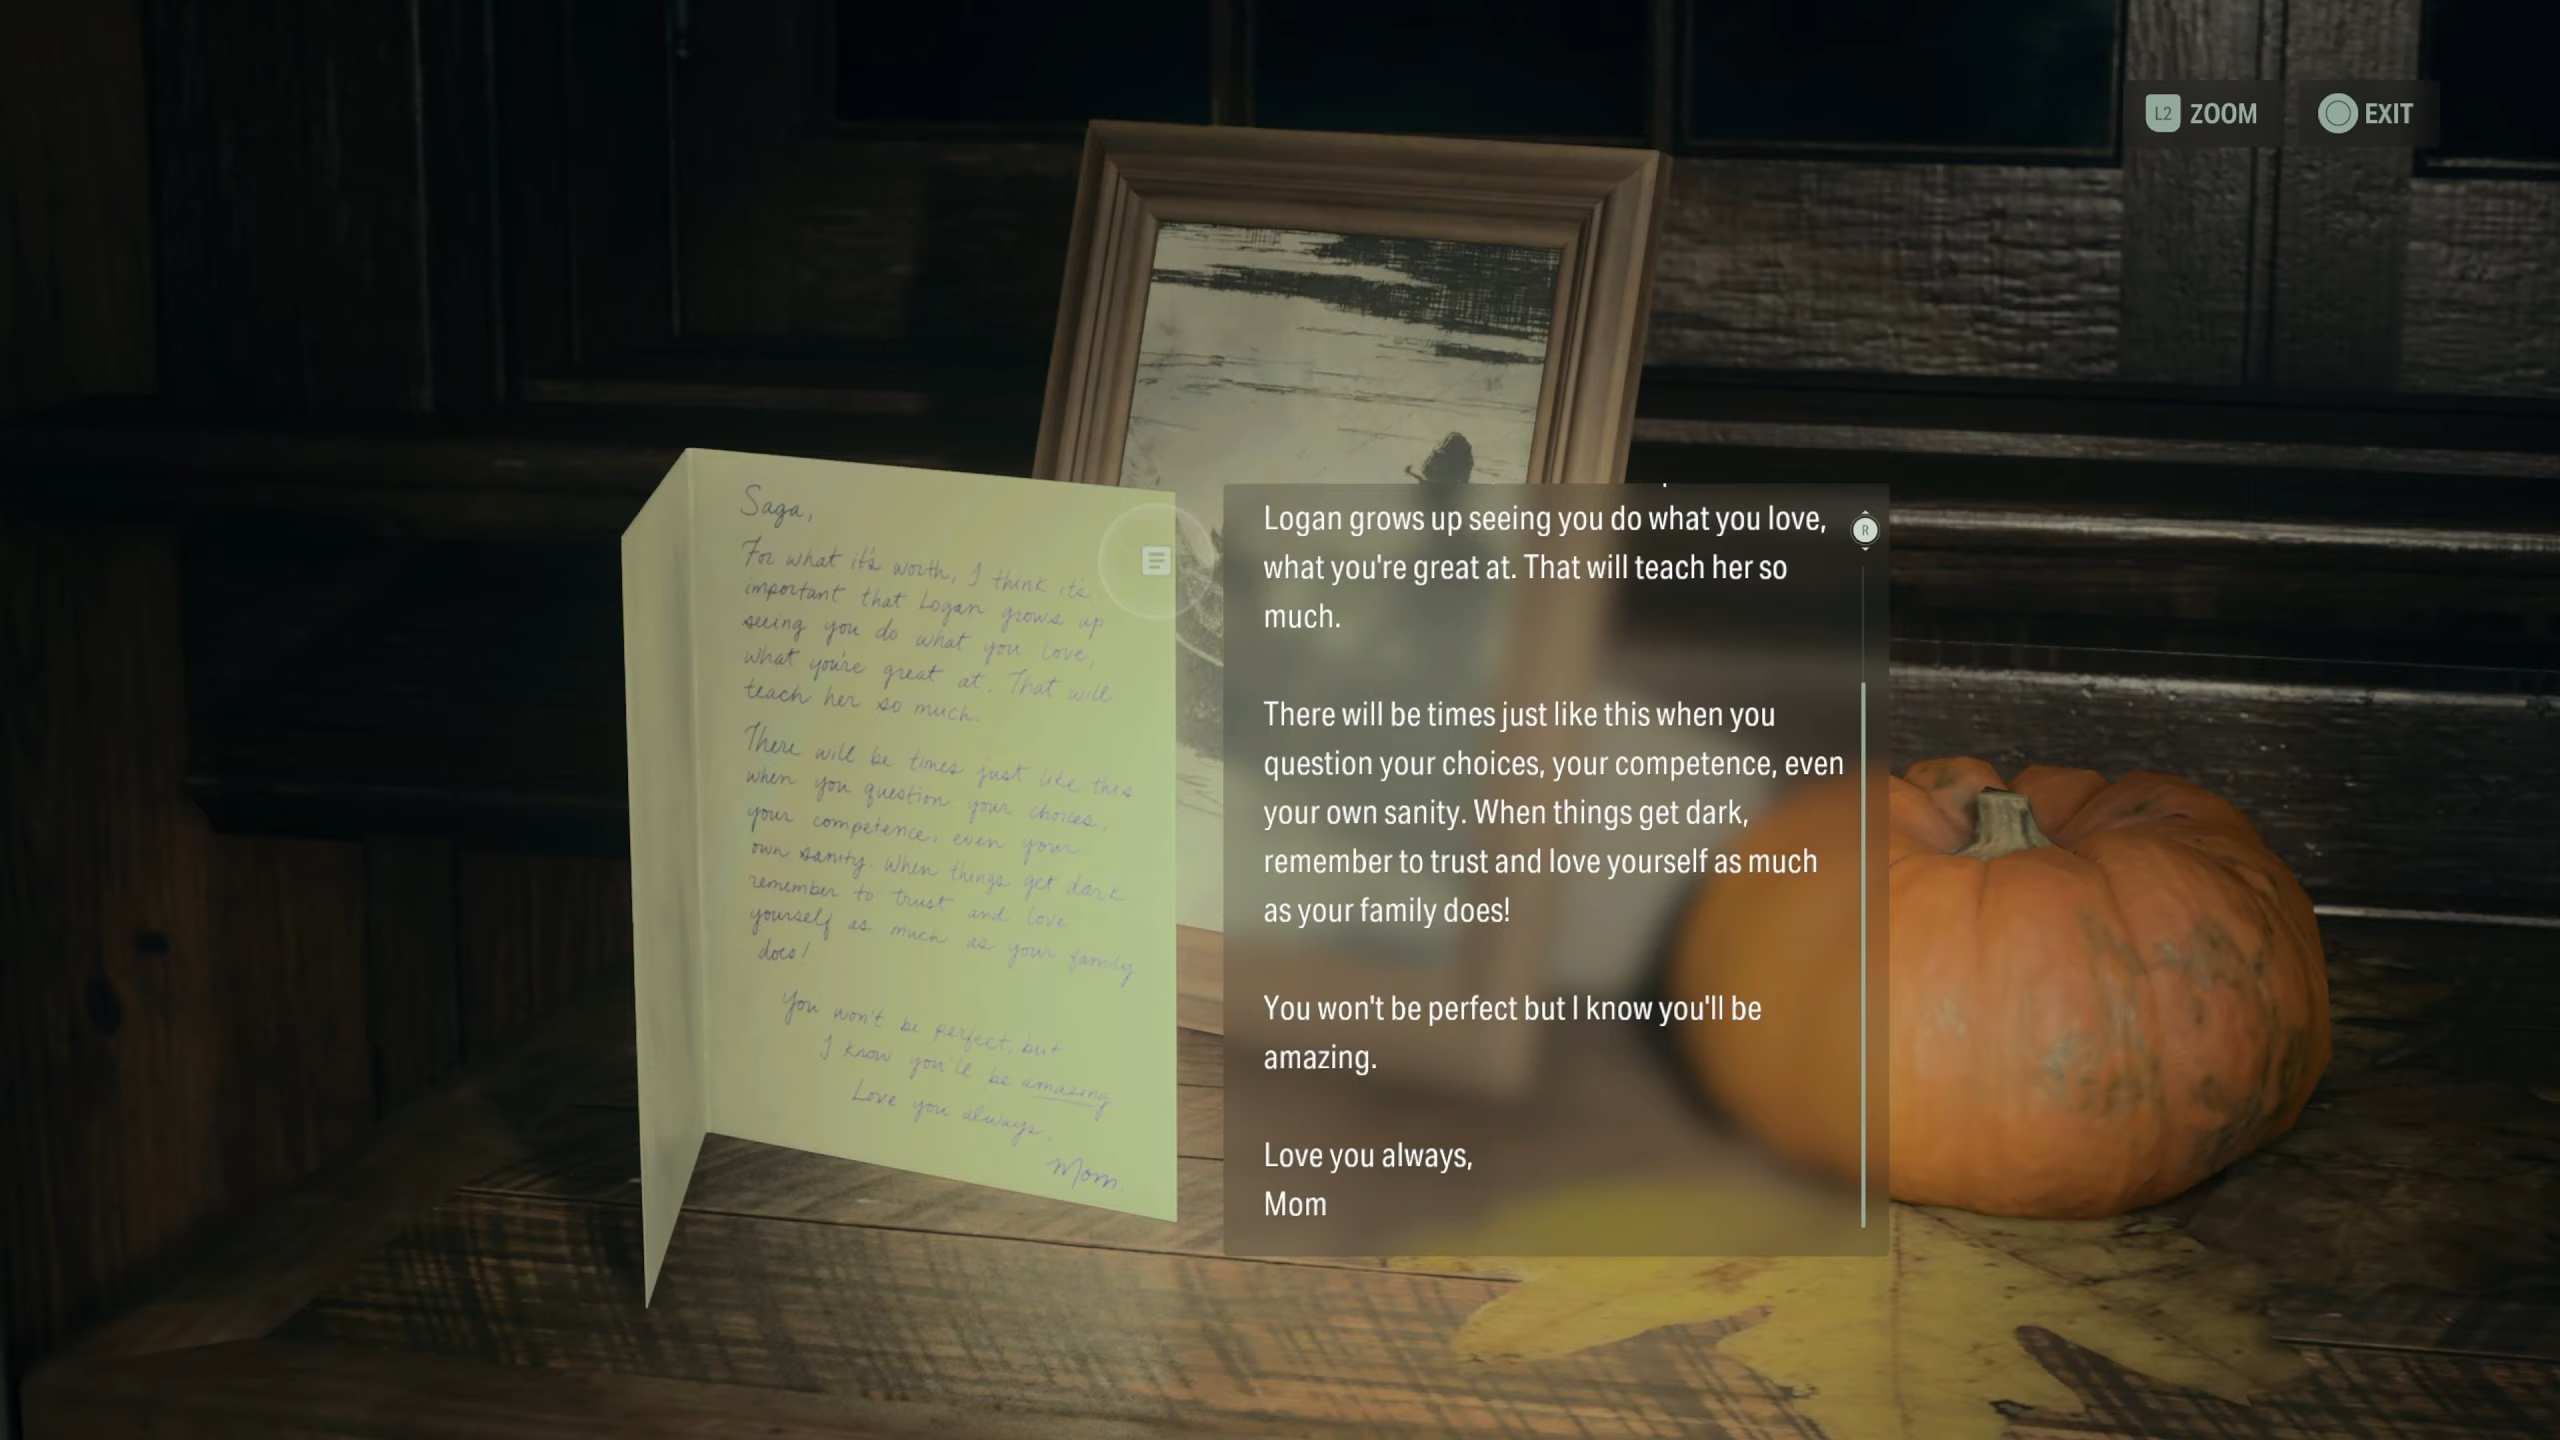 L2 ZOOM
EXIT
Saga,
For what it's worth, I think it's
important that Logan grows up
seeing you do what you love,
what you're great at. That will
teach her so much.
There will be times just like this
when you question your choices,
your competence, even your
own sanity. When things get dark
remember to trust and love
yourself as much as your family
does!
You won't be perfect, but
I know you'll be amazing
Love you always,
Mom
R
Logan grows up seeing you do what you love,
what you're great at. That will teach her so
much.
There will be times just like this when you
question your choices, your competence, even
your own sanity. When things get dark,
remember to trust and love yourself as much
as your family does!
You won't be perfect but I know you'll be
amazing.
Love you always,
Mom